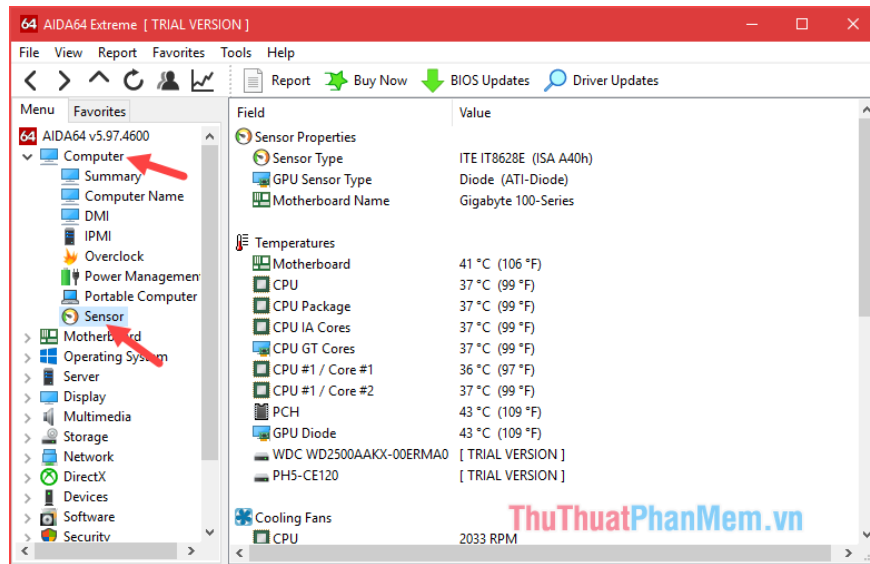 64 AIDA64 Extreme [ TRIAL VERSION ]
File View Report Favorites Tools Help
Report Buy Now BIOS Updates Driver Updates
Menu Favorites
64 AIDA64 v5.97.4600
Computer
Summary
Computer Name
DMI
IPMI
Overclock
Power Managemen
Portable Computer
Sensor
Motherboard
Operating System
Server
Display
Multimedia
Storage
Network
DirectX
Devices
Software
Security
Field Value
Sensor Properties
Sensor Type ITE IT8628E (ISA A40h)
GPU Sensor Type Diode (ATI-Diode)
Motherboard Name Gigabyte 100-Series
Temperatures
Motherboard 41 °C (106 °F)
CPU 37 °C (99 °F)
CPU Package 37 °C (99 °F)
CPU IA Cores 37 °C (99 °F)
CPU GT Cores 37 °C (99 °F)
CPU #1 / Core #1 36 °C (97 °F)
CPU #1 / Core #2 37 °C (99 °F)
PCH 43 °C (109 °F)
GPU Diode 43 °C (109 °F)
WDC WD2500AAKX-00ERMA0 [ TRIAL VERSION ]
PH5-CE120 [ TRIAL VERSION ]
Cooling Fans
CPU 2033 RPM
ThuThuatPhanMem.vn